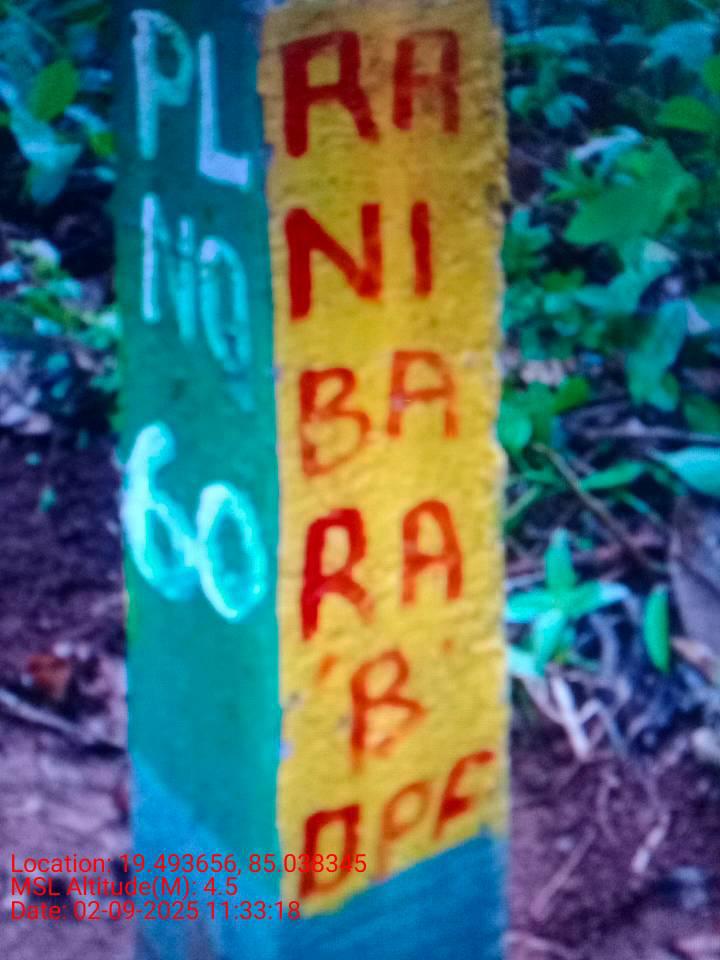 PL
NO
60
RA
NI
BA
RA
'B'
DPF
Location: 19.493656, 85.038345
MSL Altitude(M): 4.5
Date: 02-09-2025 11:33:18